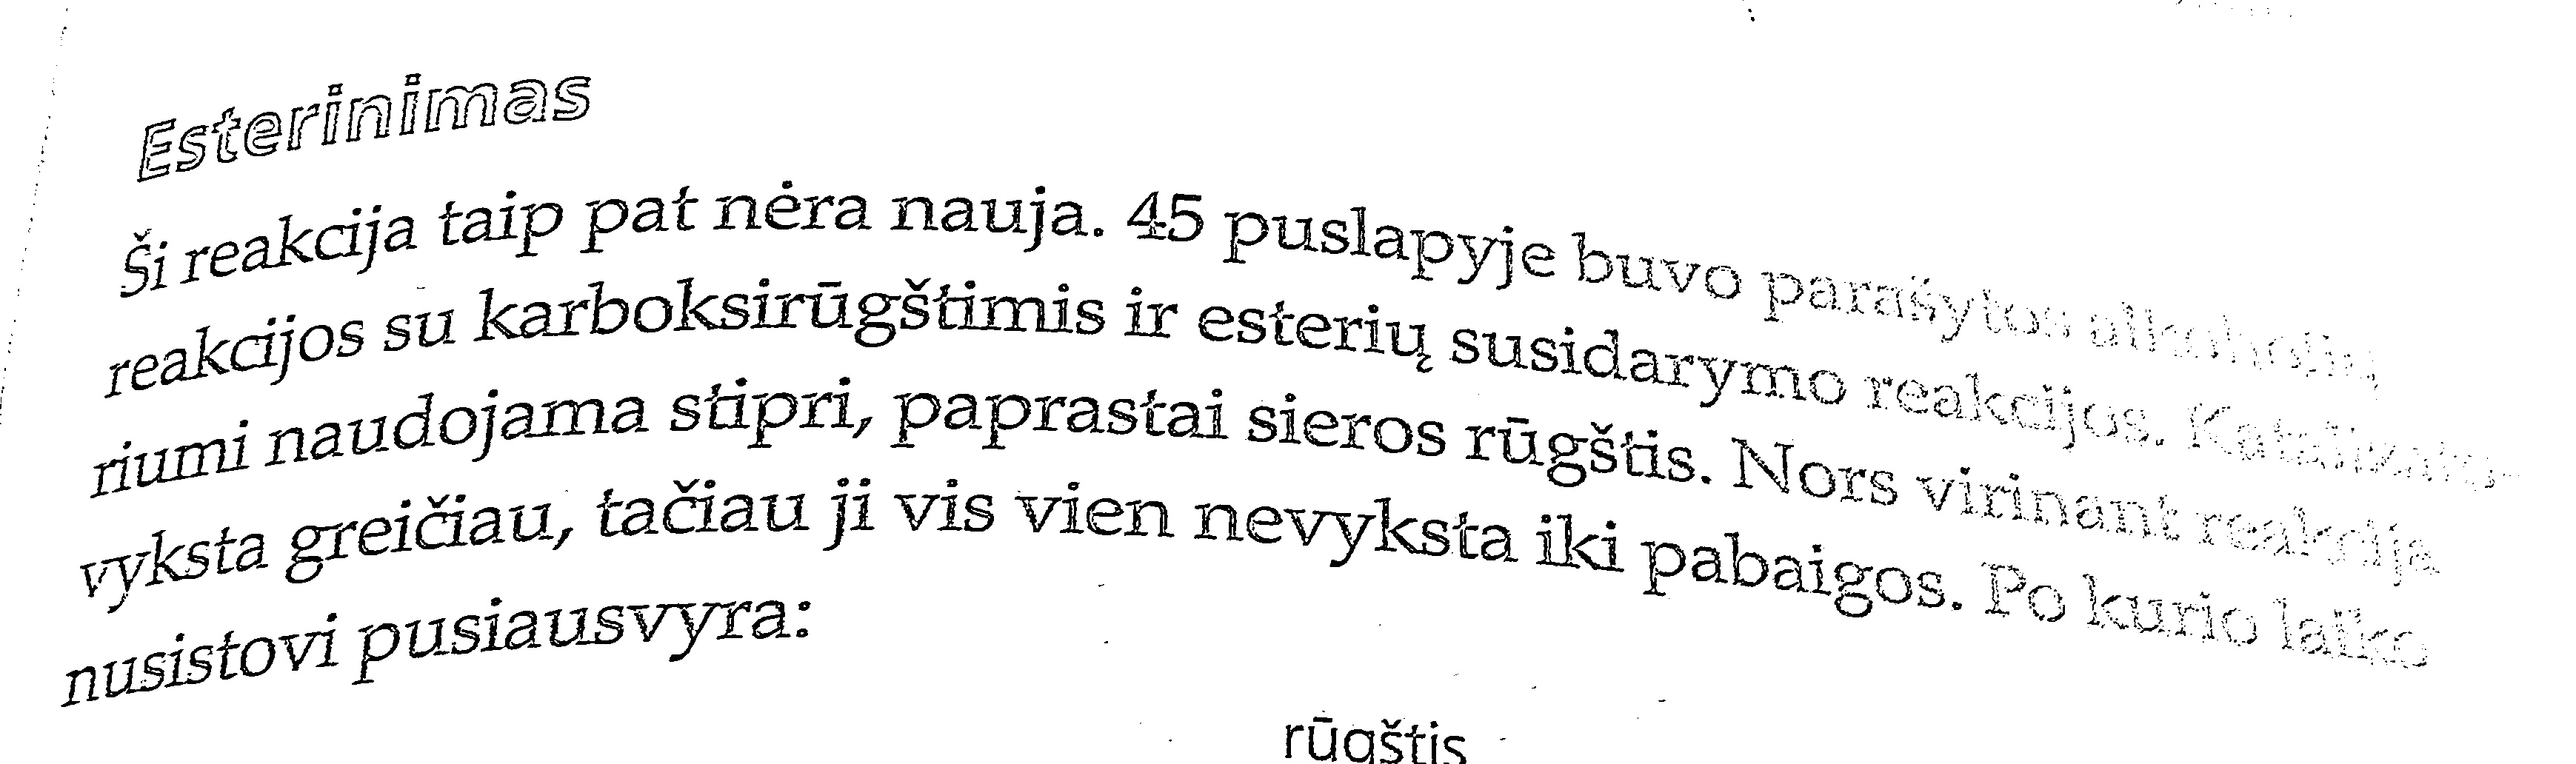 Esterinimas
Ši reakcija taip pat nėra nauja. 45 puslapyje buvo parašytos alkoholių
reakcijos su karboksirūgštimis ir esterių susidarymo reakcijos. Katalizato-
riumi naudojama stipri, paprastai sieros rūgštis. Nors virinant reakcija
vyksta greičiau, tačiau ji vis vien nevyksta iki pabaigos. Po kurio laiko
nusistovi pusiausvyra:
rūgštis